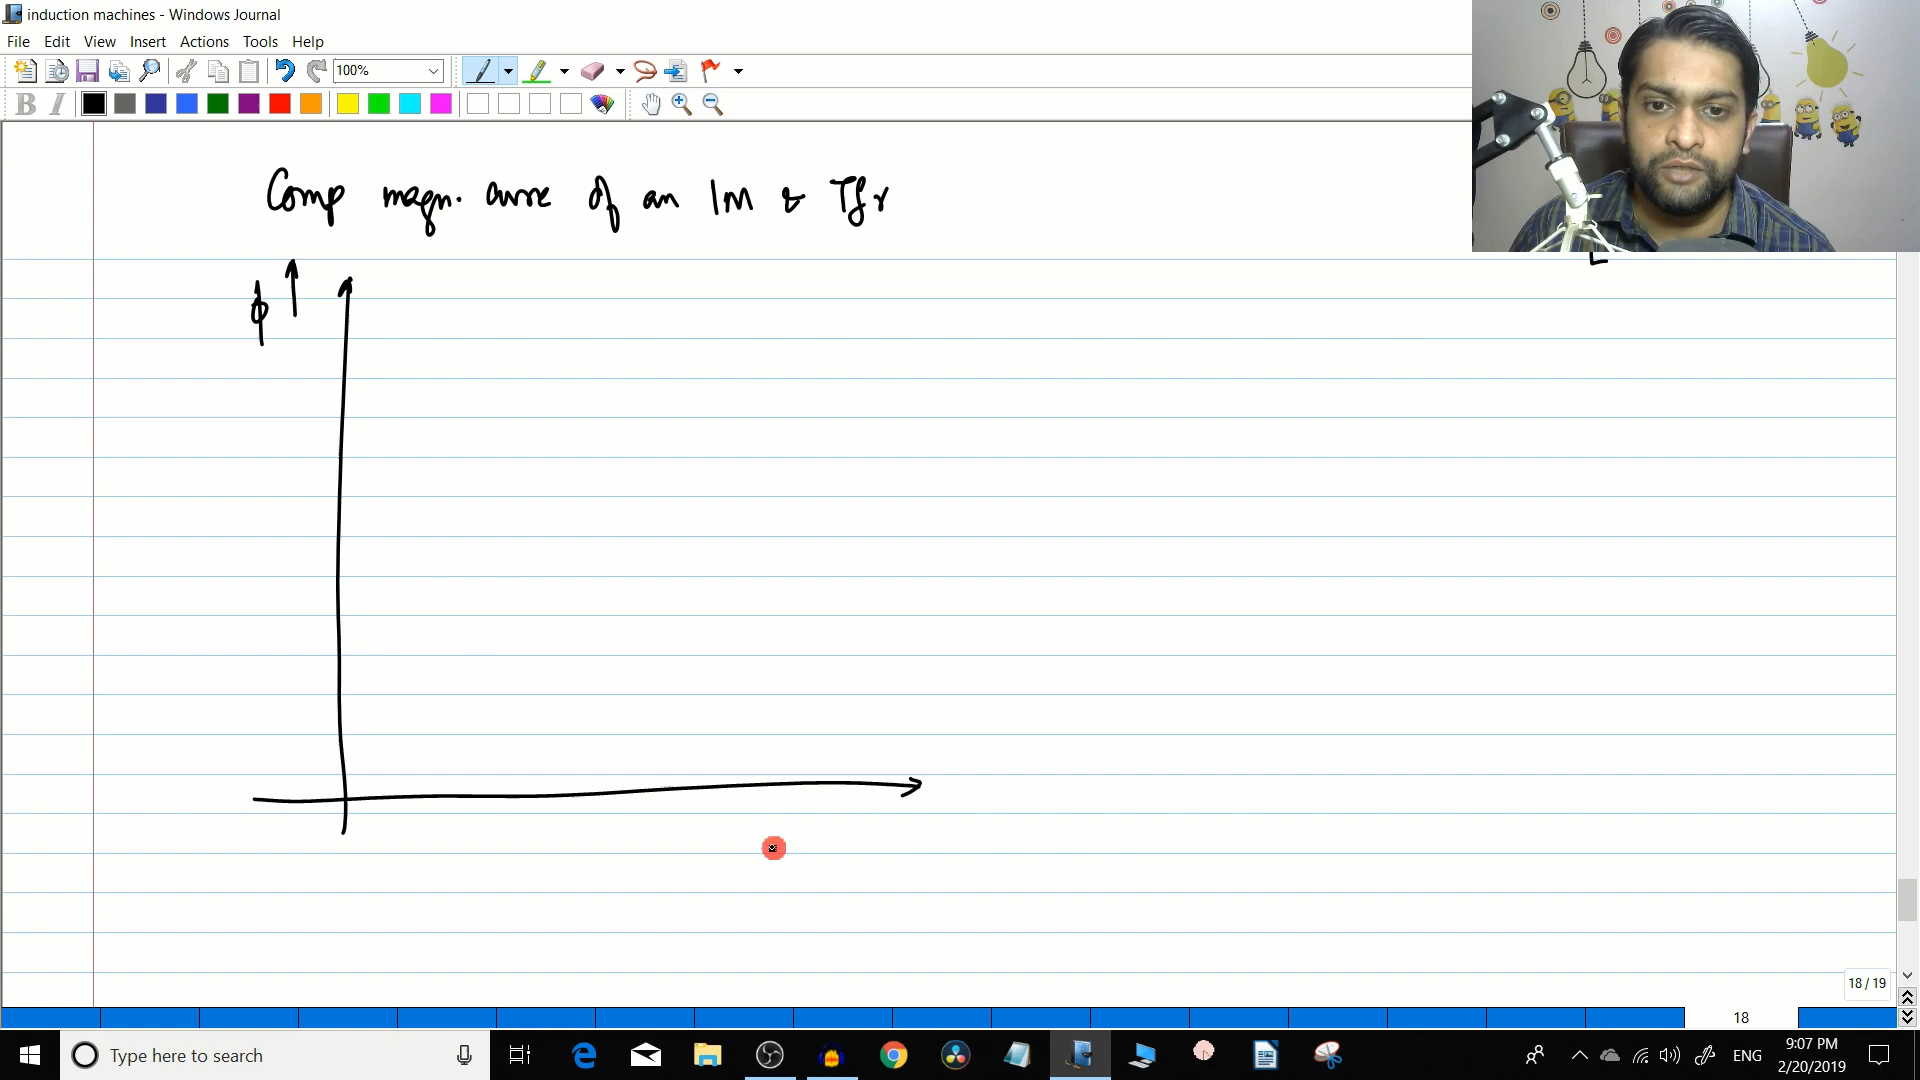 induction machines - Windows Journal
File Edit View Insert Actions Tools Help
100%
B I
Comp magn. curve of an IM & Tfr
ϕ
18 / 19
18
Type here to search
ENG
9:07 PM
2/20/2019